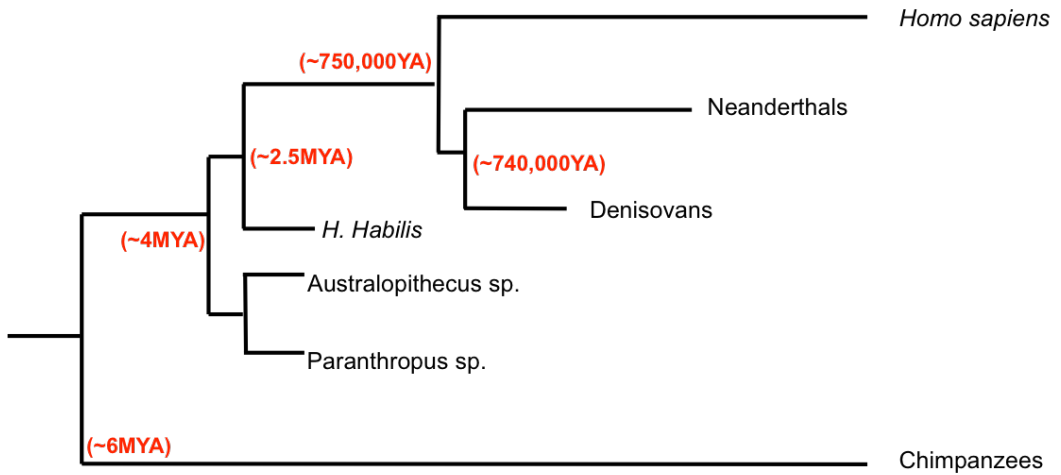 Homo sapiens
(~750,000YA)
Neanderthals
(~2.5MYA)
(~740,000YA)
Denisovans
H. Habilis
(~4MYA)
Australopithecus sp.
Paranthropus sp.
(~6MYA)
Chimpanzees